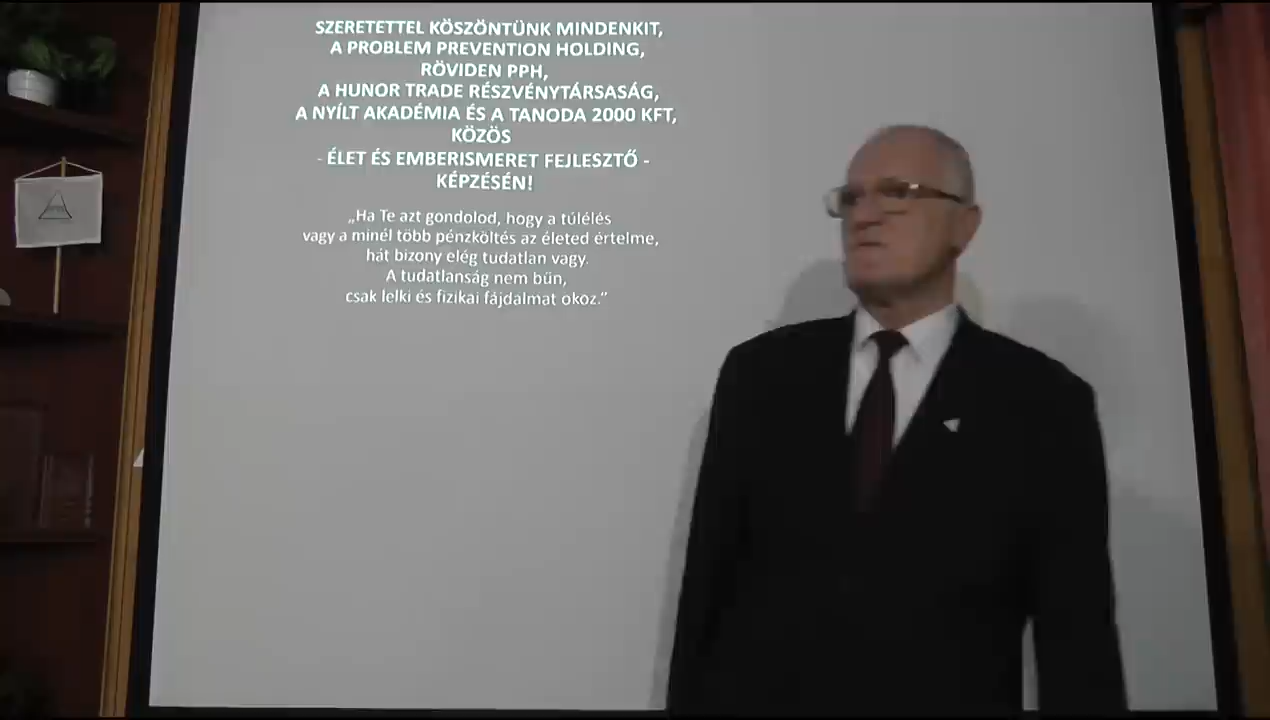 SZERETETTEL KÖSZÖNTÜNK MINDENKIT,
A PROBLEM PREVENTION HOLDING,
RÖVIDEN PPH,
A HUNOR TRADE RÉSZVÉNYTÁRSASÁG,
A NYÍLT AKADÉMIA ÉS A TANODA 2000 KFT,
KÖZÖS
- ÉLET ÉS EMBERISMERET FEJLESZTŐ -
KÉPZÉSÉN!
„Ha Te azt gondolod, hogy a túlélés
vagy a minél több pénzköltés az életed értelme,
hát bizony elég tudatlan vagy.
A tudatlanság nem bűn,
csak lelki és fizikai fájdalmat okoz.”